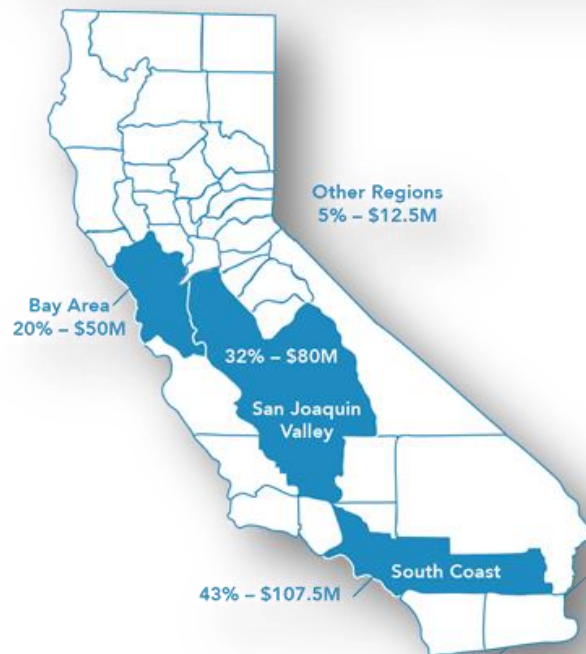 Other Regions
5% – $12.5M
Bay Area
20% – $50M
32% – $80M
San Joaquin
Valley
South Coast
43% – $107.5M